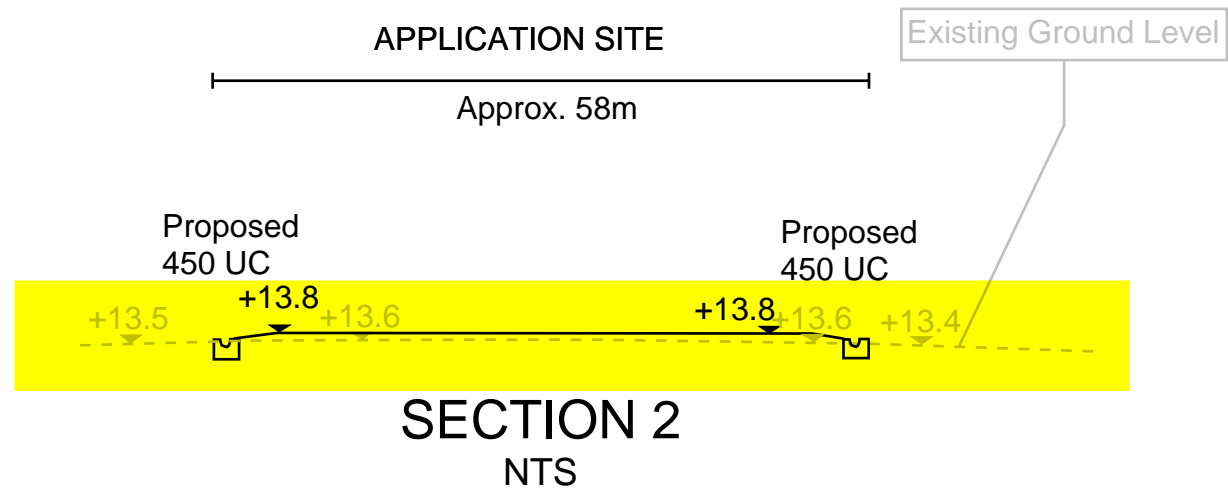 APPLICATION SITE
Existing Ground Level
Approx. 58m
Proposed
450 UC
Proposed
450 UC
+13.5
+13.8
+13.6
+13.8
+13.6
+13.4
SECTION 2
NTS